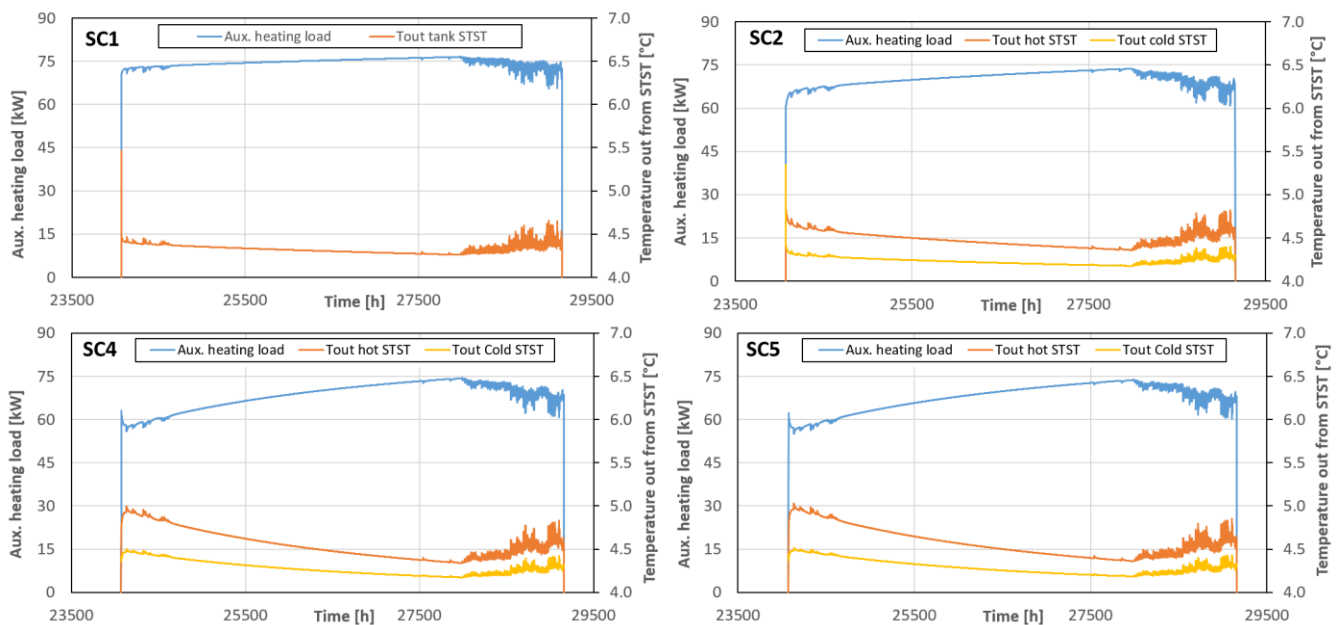 SC1
Aux. heating load Tout tank STST
Aux. heating load [kW]
90
75
60
45
30
15
0
7.0
6.5
6.0
5.5
5.0
4.5
4.0
Temperature out from STST [°C]
23500 25500 Time [h] 27500 29500
SC2
Aux. heating load Tout hot STST
Tout cold STST
Aux. heating load [kW]
90
75
60
45
30
15
0
7.0
6.5
6.0
5.5
5.0
4.5
4.0
Temperature out from STST [°C]
23500 25500 Time [h] 27500 29500
SC4
Aux. heating load Tout hot STST Tout Cold STST
Aux. heating load [kW]
90
75
60
45
30
15
0
7.0
6.5
6.0
5.5
5.0
4.5
4.0
Temperature out from STST [°C]
23500 25500 Time [h] 27500 29500
SC5
Aux. heating load Tout hot STST Tout Cold STST
Aux. heating load [kW]
90
75
60
45
30
15
0
7.0
6.5
6.0
5.5
5.0
4.5
4.0
Temperature out from STST [°C]
23500 25500 Time [h] 27500 29500